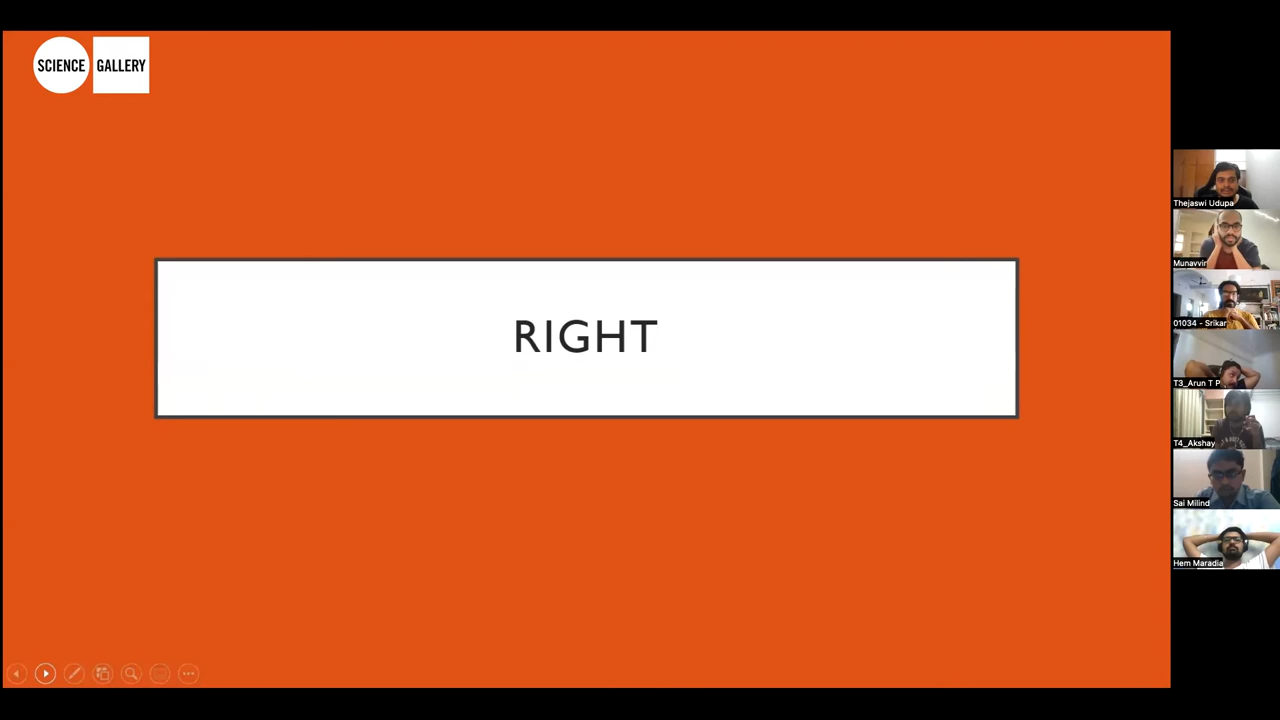 SCIENCE GALLERY
RIGHT
Thejaswi Udupa
Munavvir
01034 - Srikar
T3_Arun T P
T4_Akshay
Sai Milind
Hem Maradia